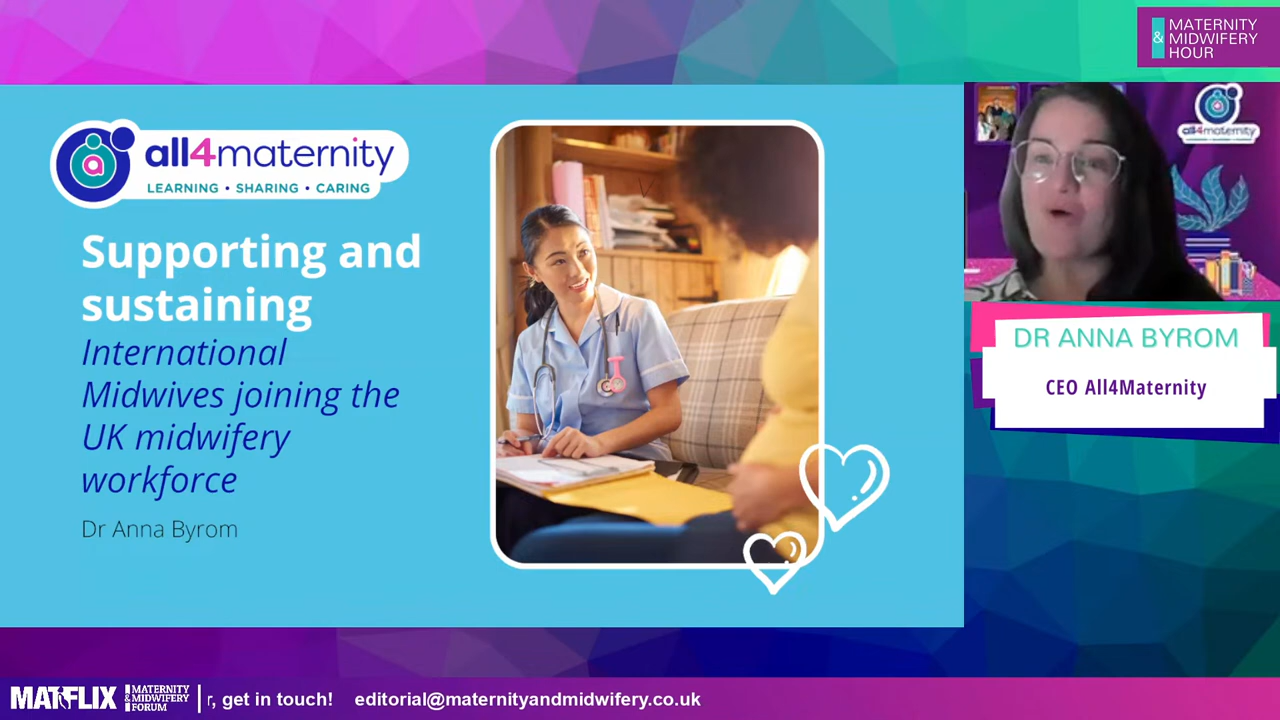 MATERNITY
& MIDWIFERY
HOUR
all4maternity
LEARNING • SHARING • CARING
Supporting and
sustaining
International
Midwives joining the
UK midwifery
workforce
Dr Anna Byrom
a
all4maternity
DR ANNA BYROM
CEO All4Maternity
MATFLIX
MATERNITY
&MIDWIFERY
FORUM
r, get in touch! editorial@maternityandmidwifery.co.uk